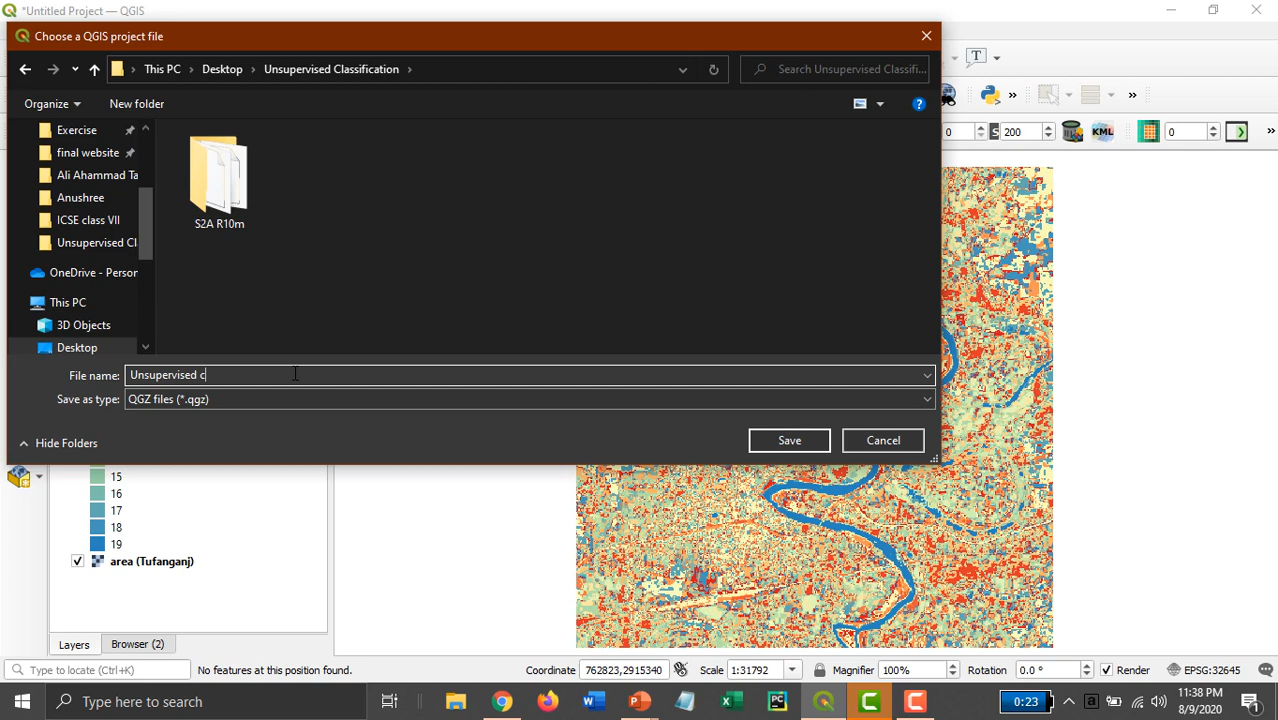 *Untitled Project — QGIS
Choose a QGIS project file
This PC > Desktop > Unsupervised Classification >
Search Unsupervised Classifi...
Organize
New folder
Exercise
final website
Ali Ahammad Ta
Anushree
ICSE class VII
Unsupervised Cl
OneDrive - Person
This PC
3D Objects
Desktop
S2A R10m
File name: Unsupervised c
Save as type: QGZ files (*.qgz)
Hide Folders
Save
Cancel
T
0
S 200
KML
0
15
16
17
18
19
area (Tufanganj)
Layers
Browser (2)
Type to locate (Ctrl+K)
No features at this position found.
Coordinate 762823,2915340
Scale 1:31792
Magnifier 100%
Rotation 0.0 °
Render
EPSG:32645
Type here to search
0:23
11:38 PM
8/9/2020
1